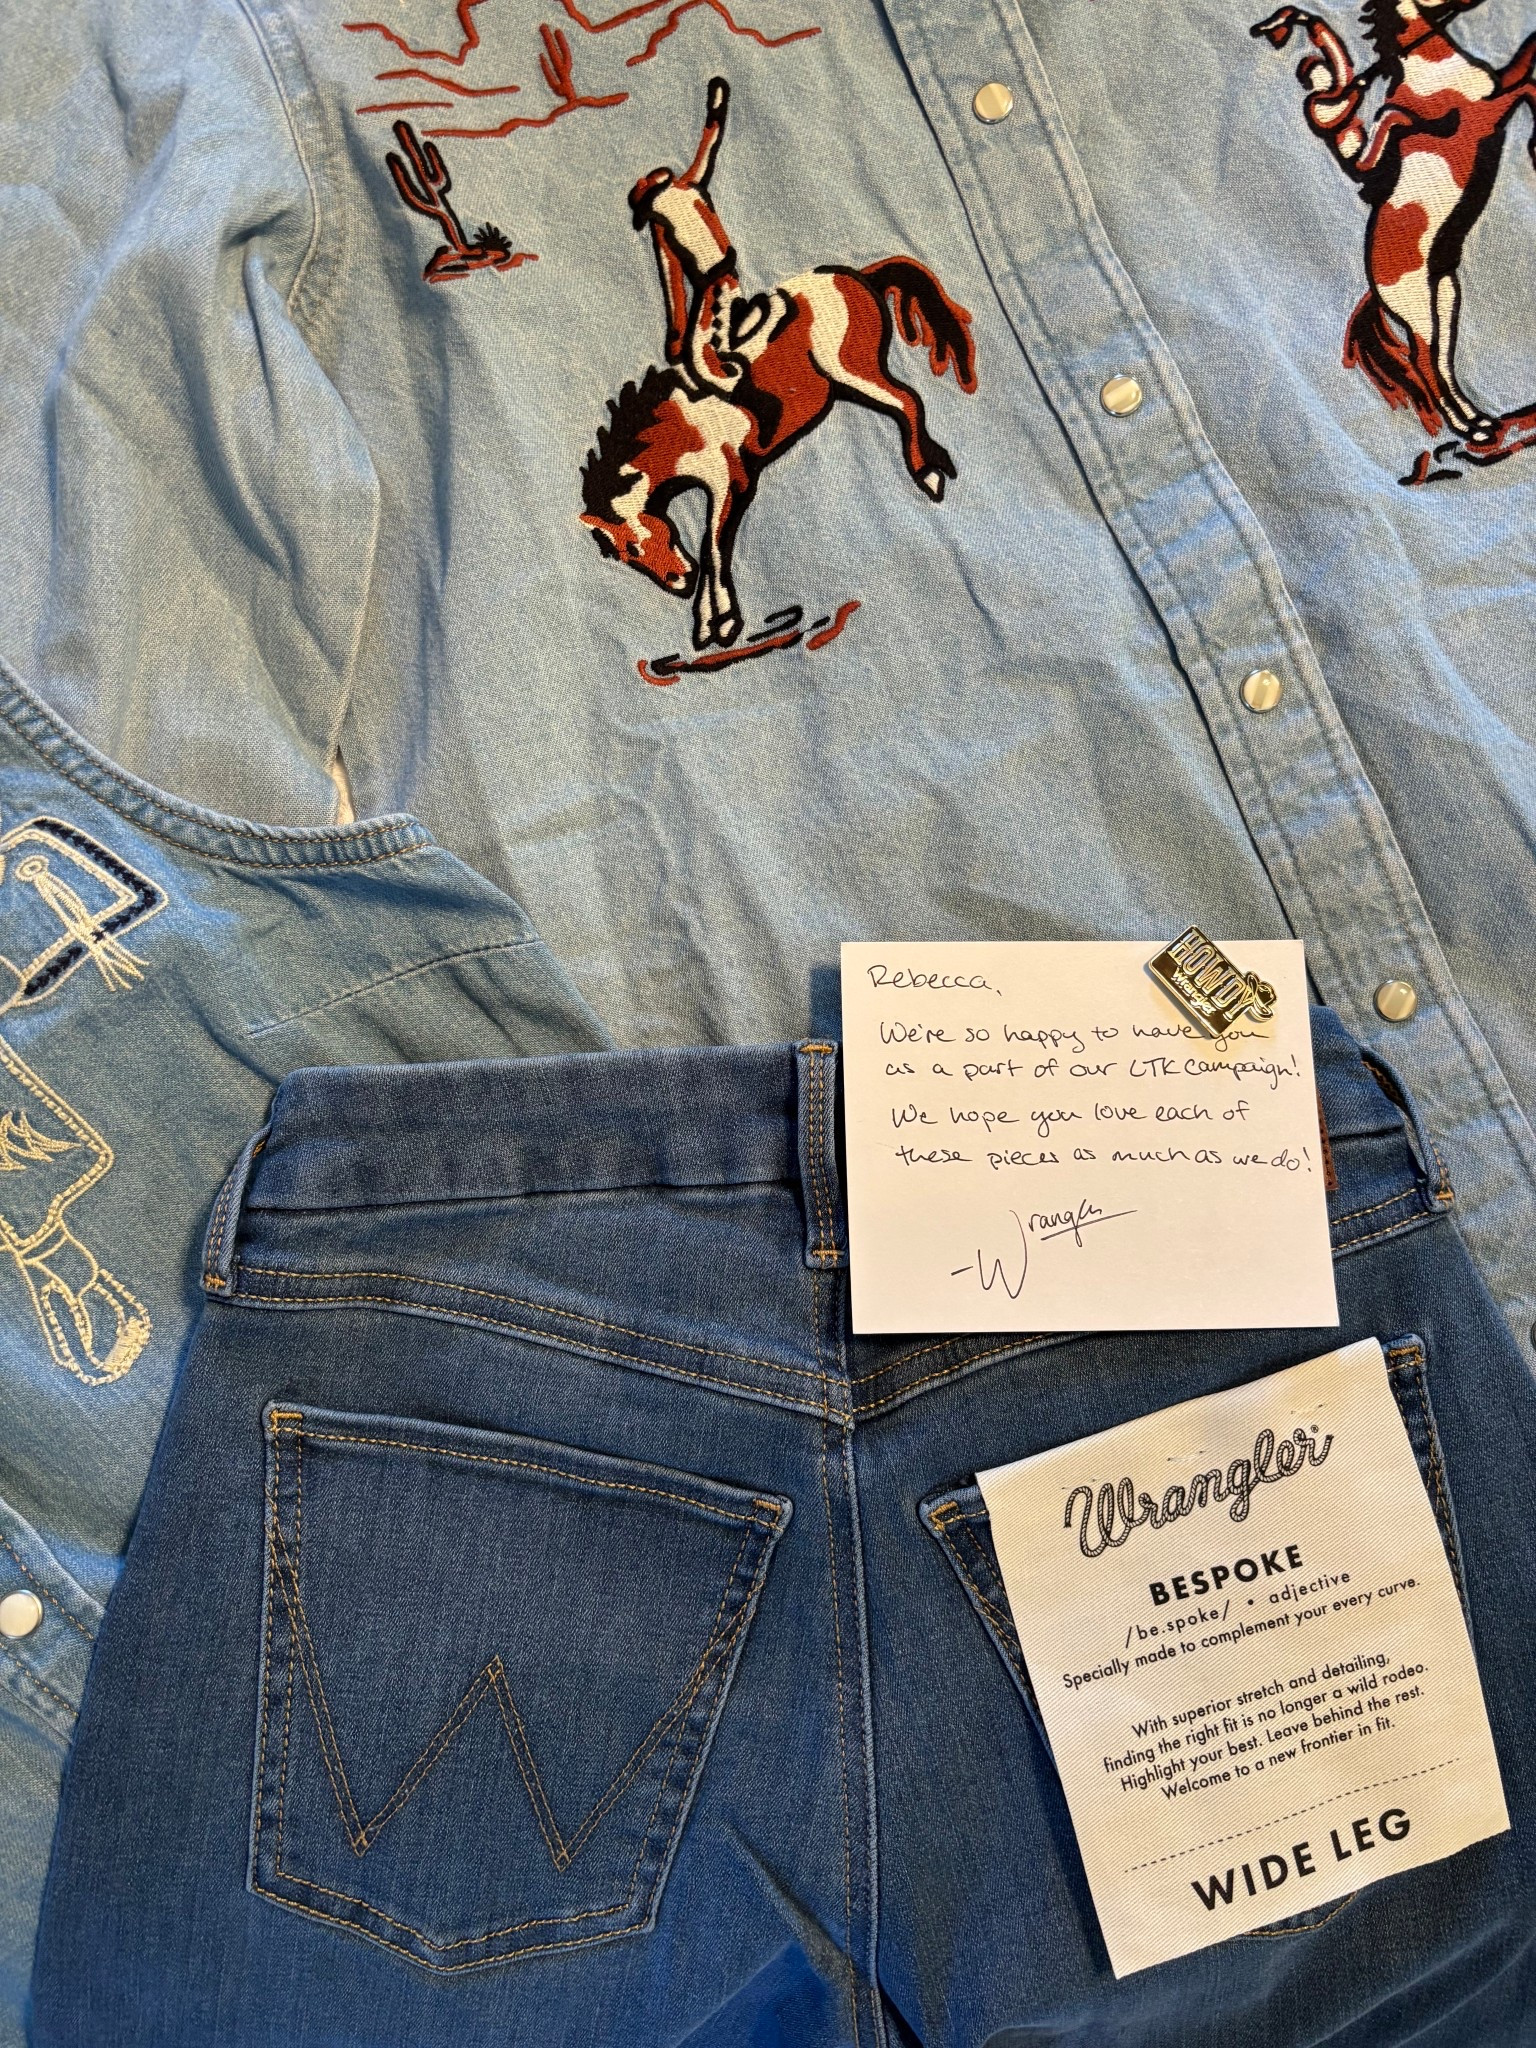 HOWDY
Wrangler
Rebecca,
We're so happy to have you
as a part of our LTK campaign!
We hope you love each of
these pieces as much as we do!
-Wrangler
Wrangler®
BESPOKE
/be.spoke/ • adjective
Specially made to complement your every curve.
With superior stretch and detailing,
finding the right fit is no longer a wild rodeo.
Highlight your best. Leave behind the rest.
Welcome to a new frontier in fit.
WIDE LEG